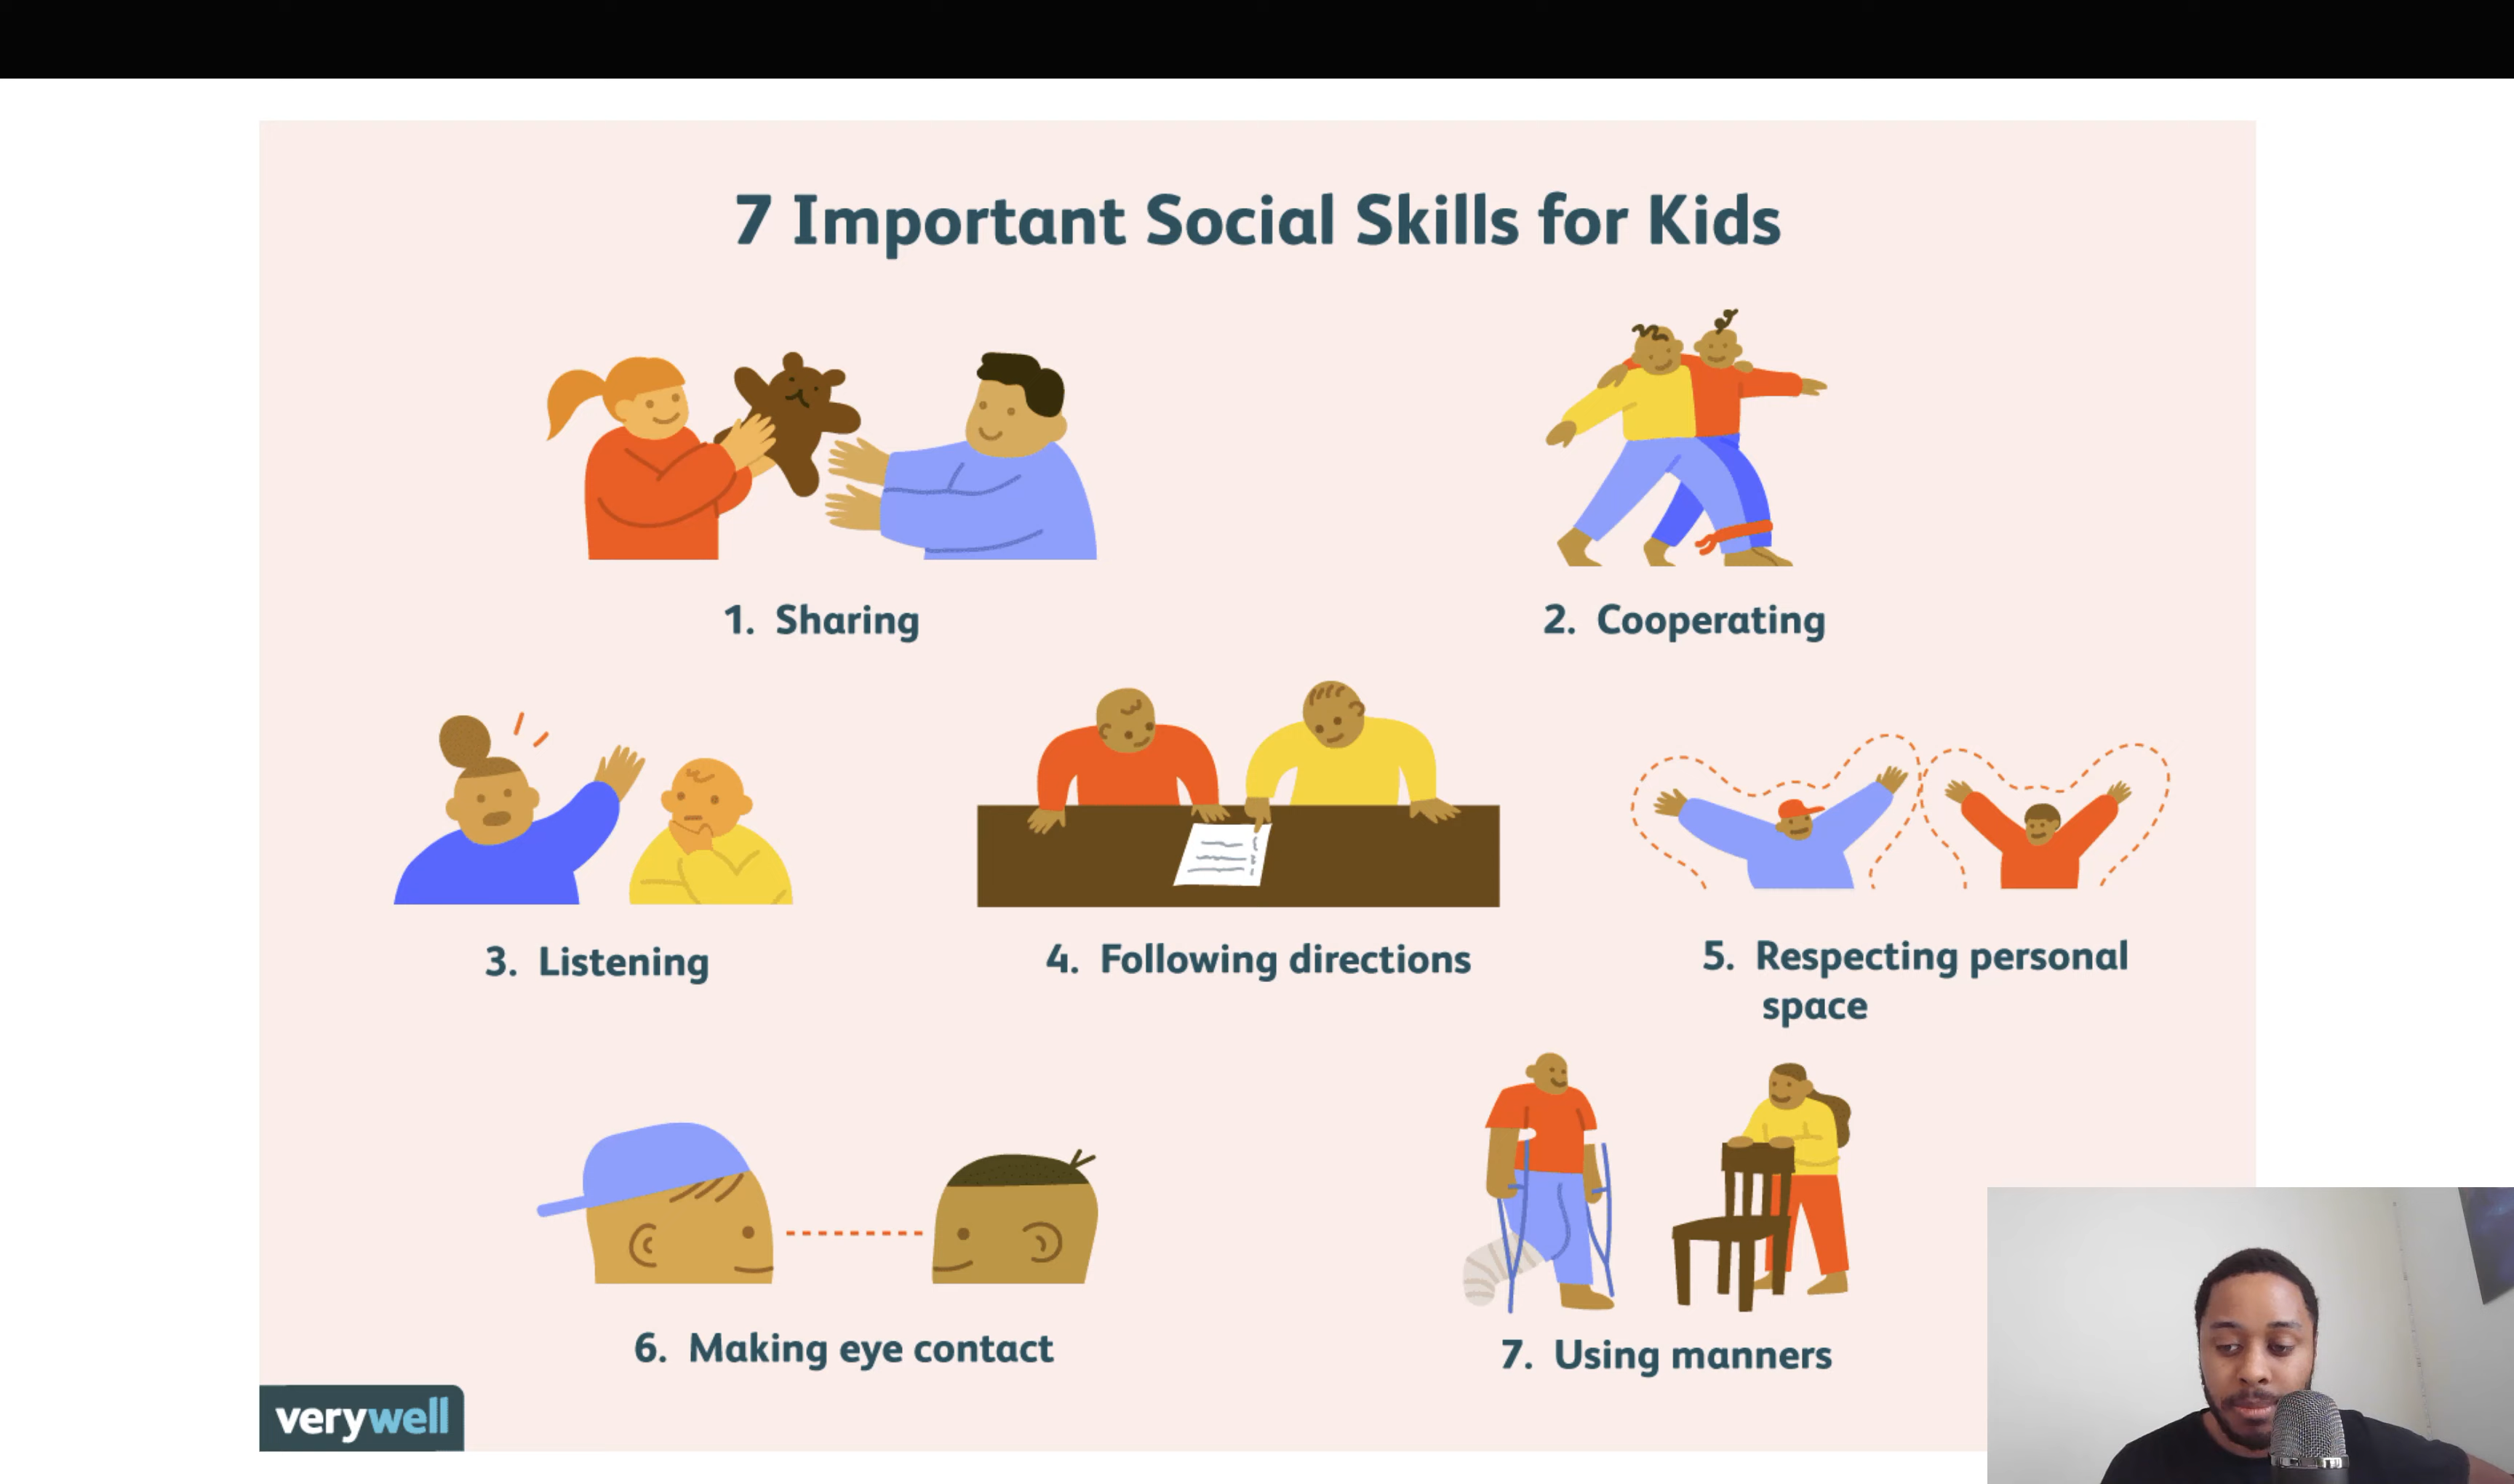 7 Important Social Skills for Kids
1. Sharing
2. Cooperating
3. Listening
4. Following directions
5. Respecting personal
space
6. Making eye contact
7. Using manners
verywell